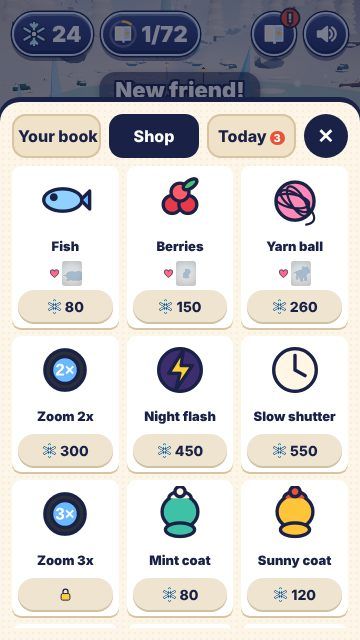 24
1/72
New friend!
Your book
Shop
Today 3
Fish
Berries
Yarn ball
80
150
260
2×
Zoom 2x
Night flash
Slow shutter
300
450
550
3×
Zoom 3x
Mint coat
Sunny coat
80
120